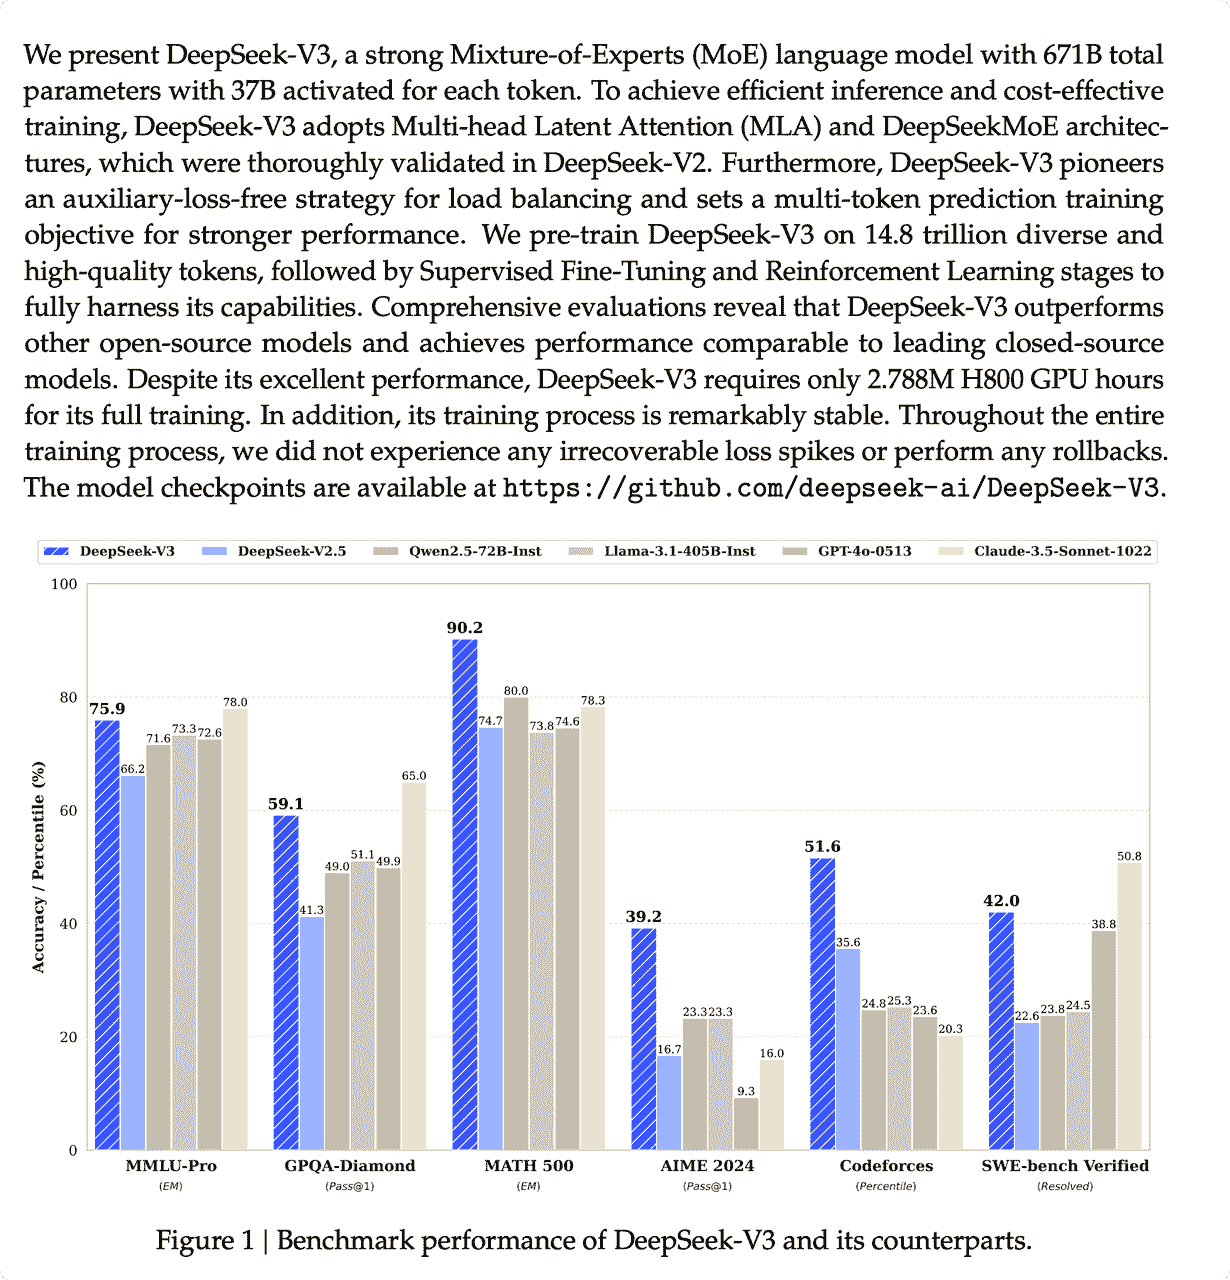 We present DeepSeek-V3, a strong Mixture-of-Experts (MoE) language model with 671B total
parameters with 37B activated for each token. To achieve efficient inference and cost-effective
training, DeepSeek-V3 adopts Multi-head Latent Attention (MLA) and DeepSeekMoE architec-
tures, which were thoroughly validated in DeepSeek-V2. Furthermore, DeepSeek-V3 pioneers
an auxiliary-loss-free strategy for load balancing and sets a multi-token prediction training
objective for stronger performance. We pre-train DeepSeek-V3 on 14.8 trillion diverse and
high-quality tokens, followed by Supervised Fine-Tuning and Reinforcement Learning stages to
fully harness its capabilities. Comprehensive evaluations reveal that DeepSeek-V3 outperforms
other open-source models and achieves performance comparable to leading closed-source
models. Despite its excellent performance, DeepSeek-V3 requires only 2.788M H800 GPU hours
for its full training. In addition, its training process is remarkably stable. Throughout the entire
training process, we did not experience any irrecoverable loss spikes or perform any rollbacks.
The model checkpoints are available at https://github.com/deepseek-ai/DeepSeek-V3.
DeepSeek-V3 DeepSeek-V2.5 Qwen2.5-72B-Inst Llama-3.1-405B-Inst GPT-4o-0513 Claude-3.5-Sonnet-1022
Accuracy / Percentile (%)
100
80
60
40
20
0
75.9 66.2 71.6 73.3 72.6 78.0
59.1 41.3 49.0 51.1 49.9 65.0
90.2 74.7 80.0 73.8 74.6 78.3
39.2 16.7 23.3 23.3 9.3 16.0
51.6 35.6 24.8 25.3 23.6 20.3
42.0 22.6 23.8 24.5 38.8 50.8
MMLU-Pro GPQA-Diamond MATH 500 AIME 2024 Codeforces SWE-bench Verified
(EM) (Pass@1) (EM) (Pass@1) (Percentile) (Resolved)
Figure 1 | Benchmark performance of DeepSeek-V3 and its counterparts.